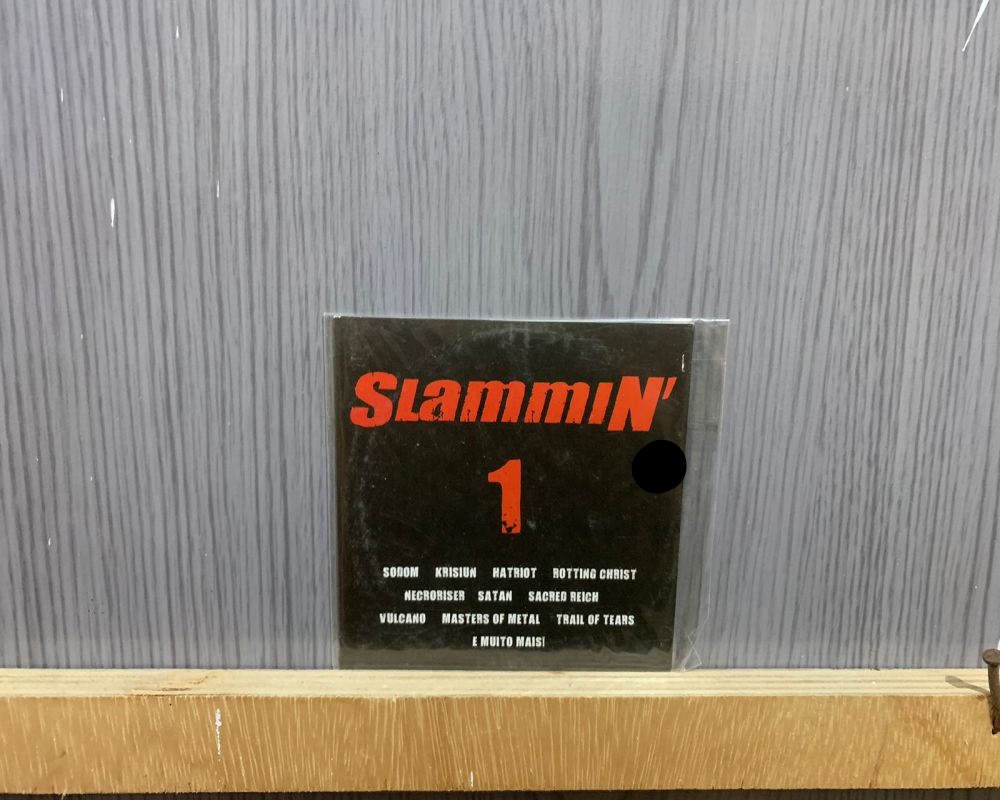 SLAMMIN'
1
SODOM KRISIUN HATRIOT ROTTING CHRIST
NECRORISER SATAN SACRED REICH
VULCANO MASTERS OF METAL TRAIL OF TEARS
E MUITO MAIS!